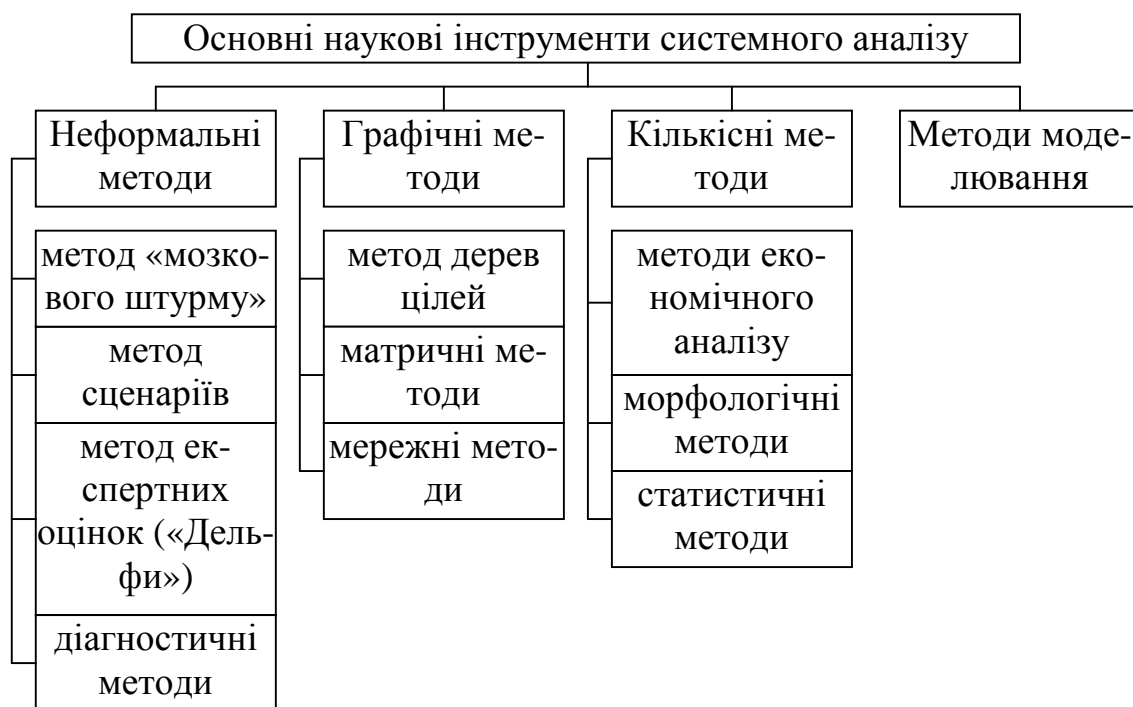 Основні наукові інструменти системного аналізу
Неформальні
методи
метод «мозко-
вого штурму»
метод
сценаріїв
метод ек-
спертних
оцінок («Дель-
фи»)
діагностичні
методи
Графічні ме-
тоди
метод дерев
цілей
матричні ме-
тоди
мережні мето-
ди
Кількісні ме-
тоди
методи еко-
номічного
аналізу
морфологічні
методи
статистичні
методи
Методи моде-
лювання